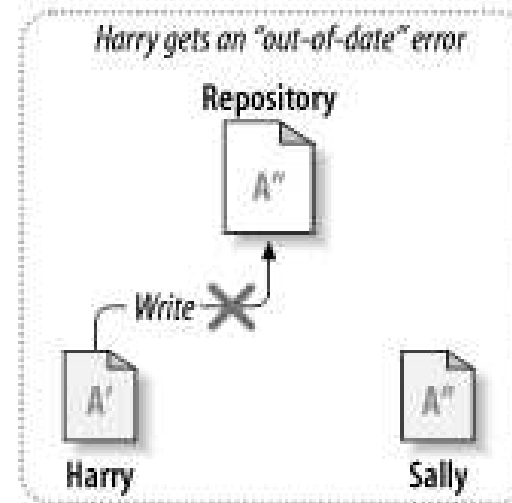 Harry gets an “out-of-date” error
Repository
A”
Write
A’
A”
Harry
Sally